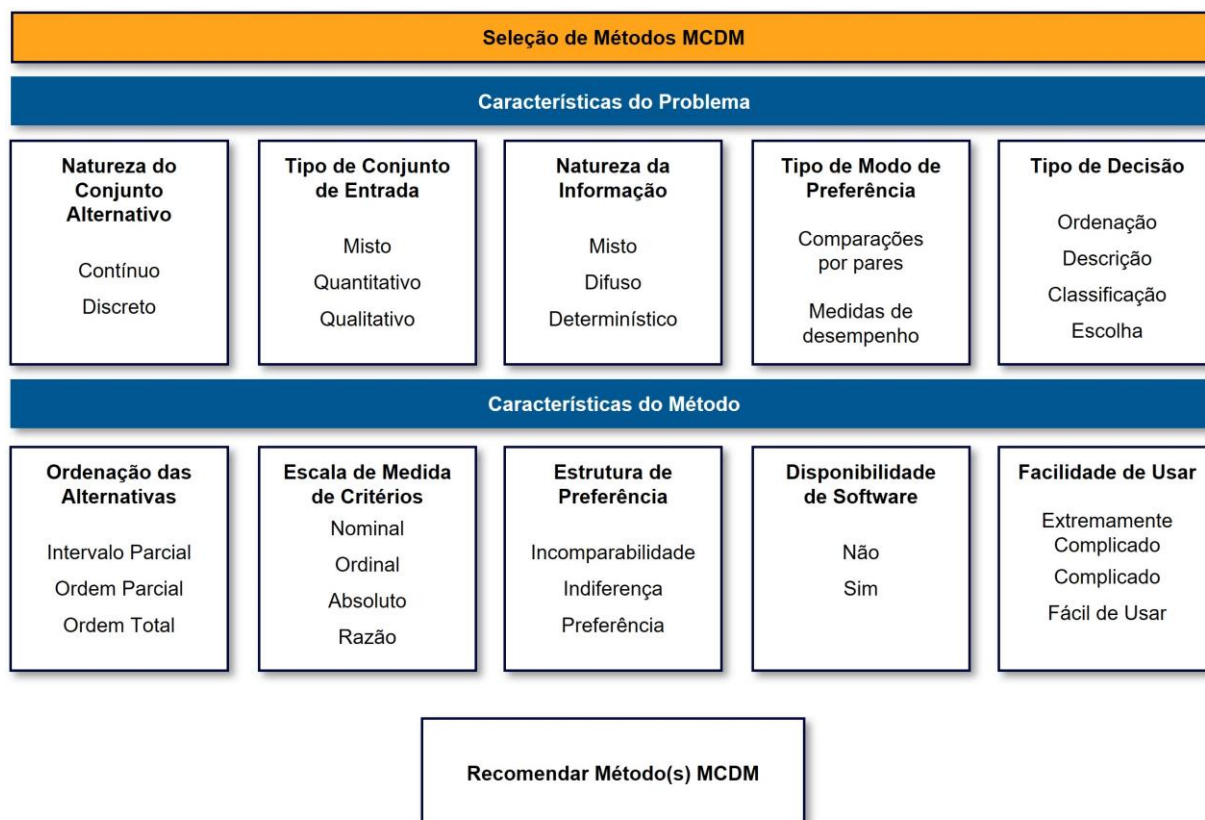 Seleção de Métodos MCDM
Características do Problema
Natureza do
Conjunto
Alternativo
Contínuo
Discreto
Tipo de Conjunto
de Entrada
Misto
Quantitativo
Qualitativo
Natureza da
Informação
Misto
Difuso
Determinístico
Tipo de Modo de
Preferência
Comparações
por pares
Medidas de
desempenho
Tipo de Decisão
Ordenação
Descrição
Classificação
Escolha
Características do Método
Ordenação das
Alternativas
Intervalo Parcial
Ordem Parcial
Ordem Total
Escala de Medida
de Critérios
Nominal
Ordinal
Absoluto
Razão
Estrutura de
Preferência
Incomparabilidade
Indiferença
Preferência
Disponibilidade
de Software
Não
Sim
Facilidade de Usar
Extremamente
Complicado
Complicado
Fácil de Usar
Recomendar Método(s) MCDM